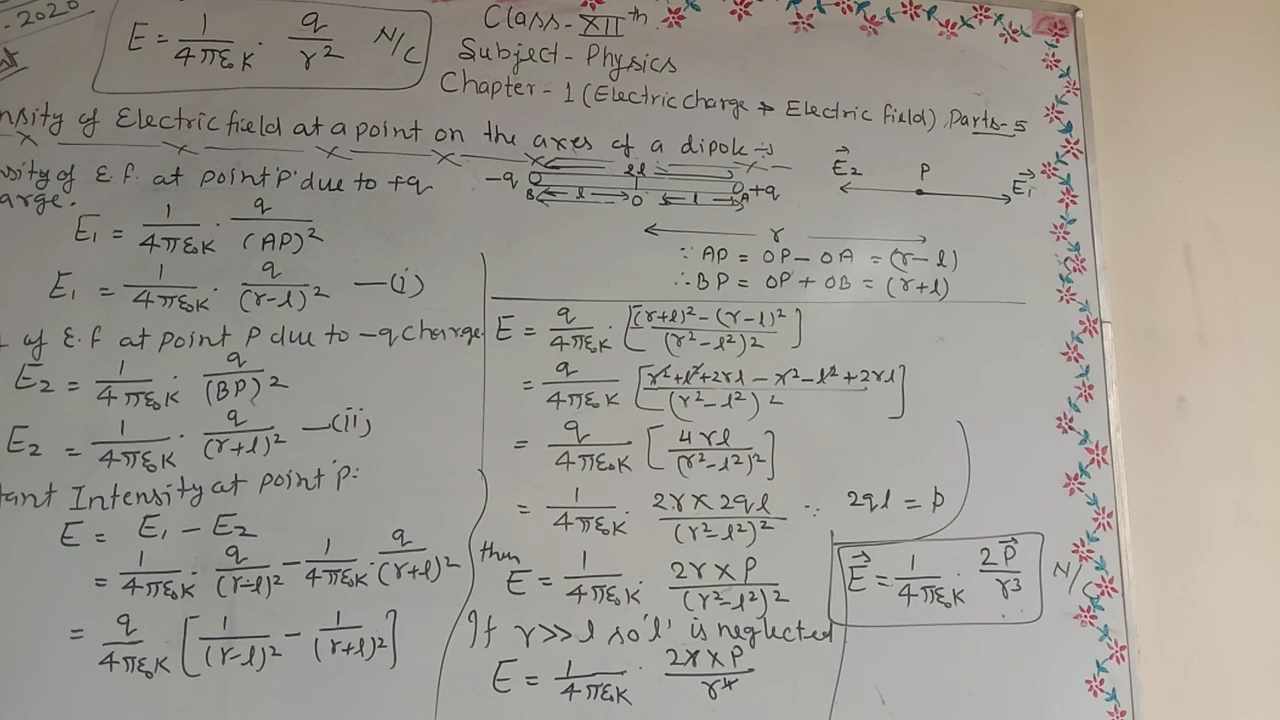 -2020
E = 1/4πε₀K · q/r² N/C
Class-XIIth
Subject-Physics
Chapter-1 (Electric charge & Electric field) Parts-5
nsity of Electric field at a point on the axes of a dipole:-
sity of E.f. at point 'P' due to +q
arge.
E₁ = 1/4πε₀K · q/(AP)²
E₁ = 1/4πε₀K · q/(r-l)² —(i)
of E.f at point P due to -q Charge
E₂ = 1/4πε₀K · q/(BP)²
E₂ = 1/4πε₀K · q/(r+l)² —(ii)
tant Intensity at point P:-
E = E₁ - E₂
= 1/4πε₀K · q/(r-l)² - 1/4πε₀K · q/(r+l)²
= q/4πε₀K [1/(r-l)² - 1/(r+l)²]
-q 2l +q
B l O l A
E₂→ P E₁→
r
∵ AP = OP - OA = (r-l)
∴ BP = OP + OB = (r+l)
E = q/4πε₀K · [(r+l)² - (r-l)²/(r²-l²)²]
= q/4πε₀K [r²+l²+2rl - r²-l²+2rl/(r²-l²)²]
= q/4πε₀K [4rl/(r²-l²)²]
= 1/4πε₀K · 2r×2ql/(r²-l²)² ∵ 2ql = p
then
E = 1/4πε₀K · 2r×P/(r²-l²)²
If r>>l so 'l' is neglected
E = 1/4πε₀K · 2r×P/r⁴
E→ = 1/4πε₀K · 2P→/r³ N/C